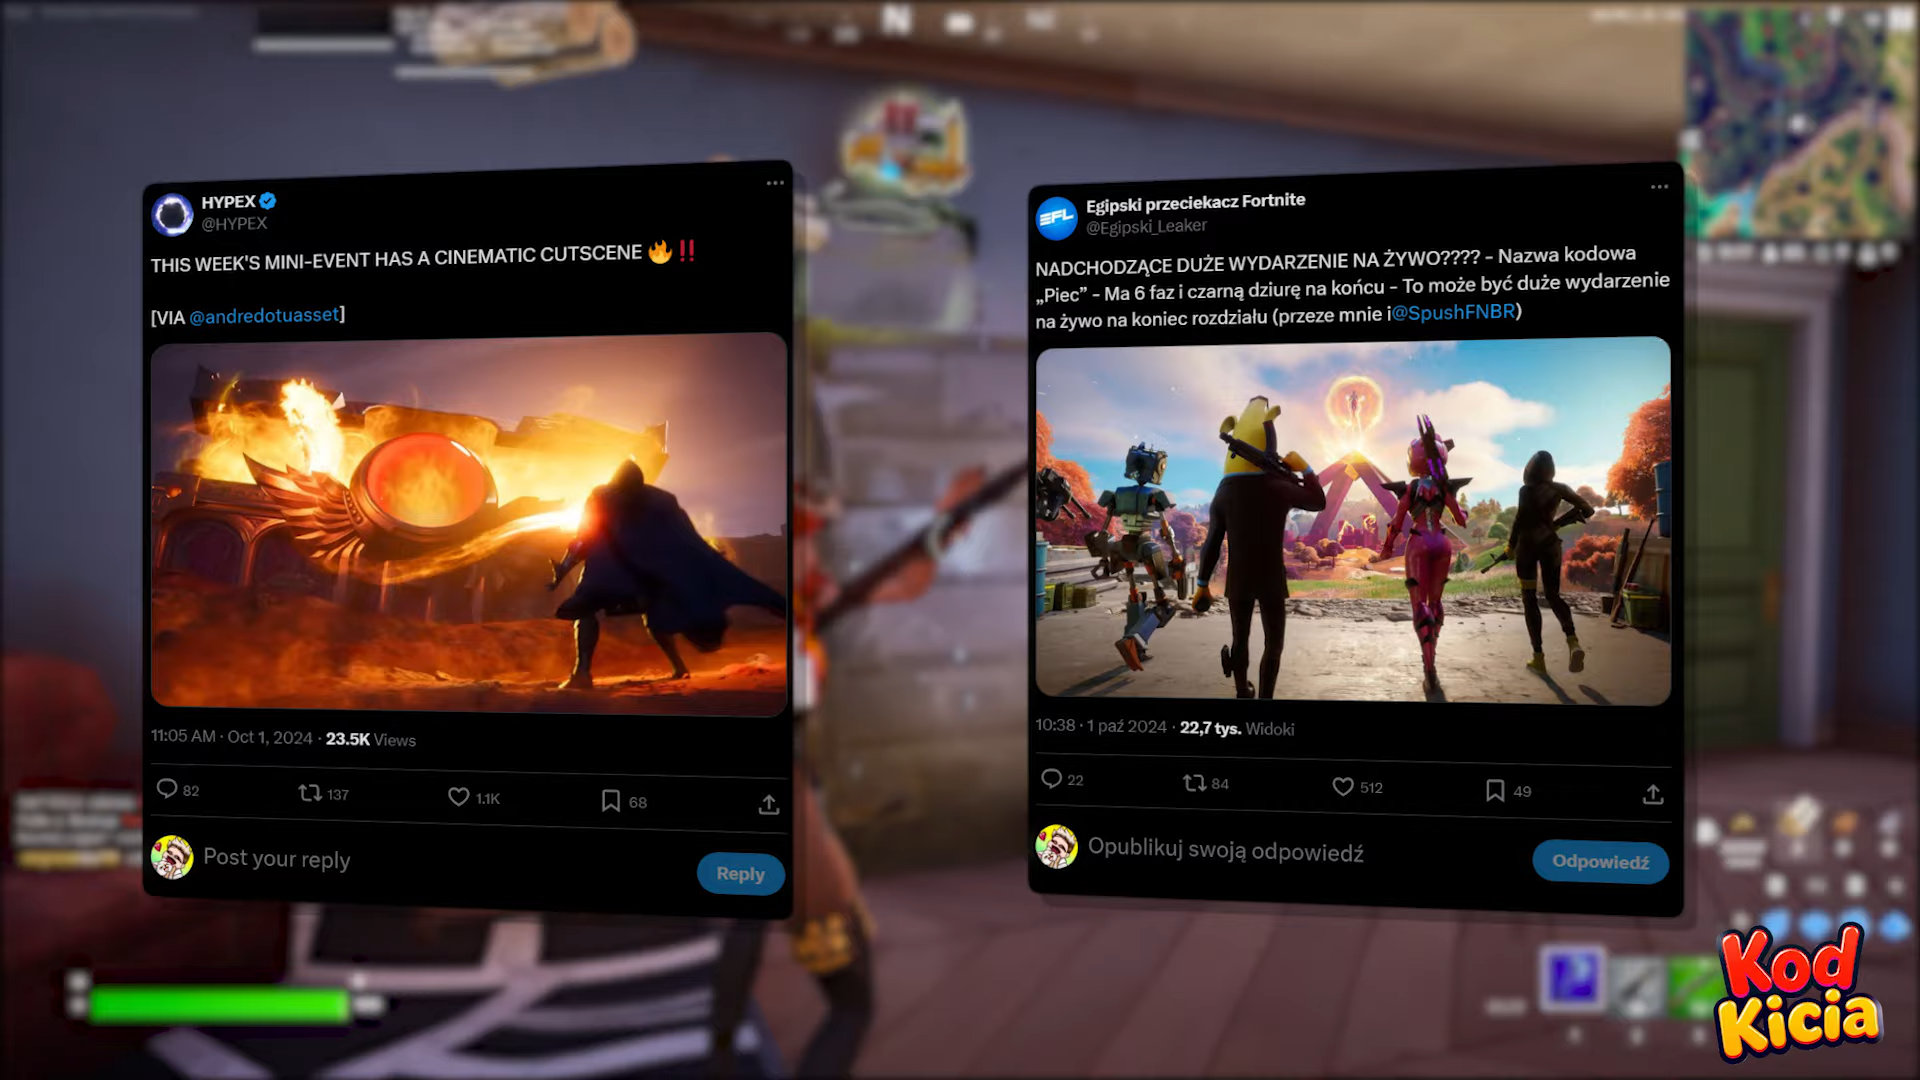 N
HYPEX
@HYPEX
THIS WEEK'S MINI-EVENT HAS A CINEMATIC CUTSCENE 🔥‼️
[VIA @andredotuasset]
11:05 AM · Oct 1, 2024 · 23.5K Views
82 137 1.1K 68
Post your reply
Reply
EFL
Egipski przeciekacz Fortnite
@Egipski_Leaker
NADCHODZĄCE DUŻE WYDARZENIE NA ŻYWO???? - Nazwa kodowa
„Piec” - Ma 6 faz i czarną dziurę na końcu - To może być duże wydarzenie
na żywo na koniec rozdziału (przeze mnie i@SpushFNBR)
10:38 · 1 paź 2024 · 22,7 tys. Widoki
22 84 512 49
Opublikuj swoją odpowiedź
Odpowiedź
Kod
Kicia